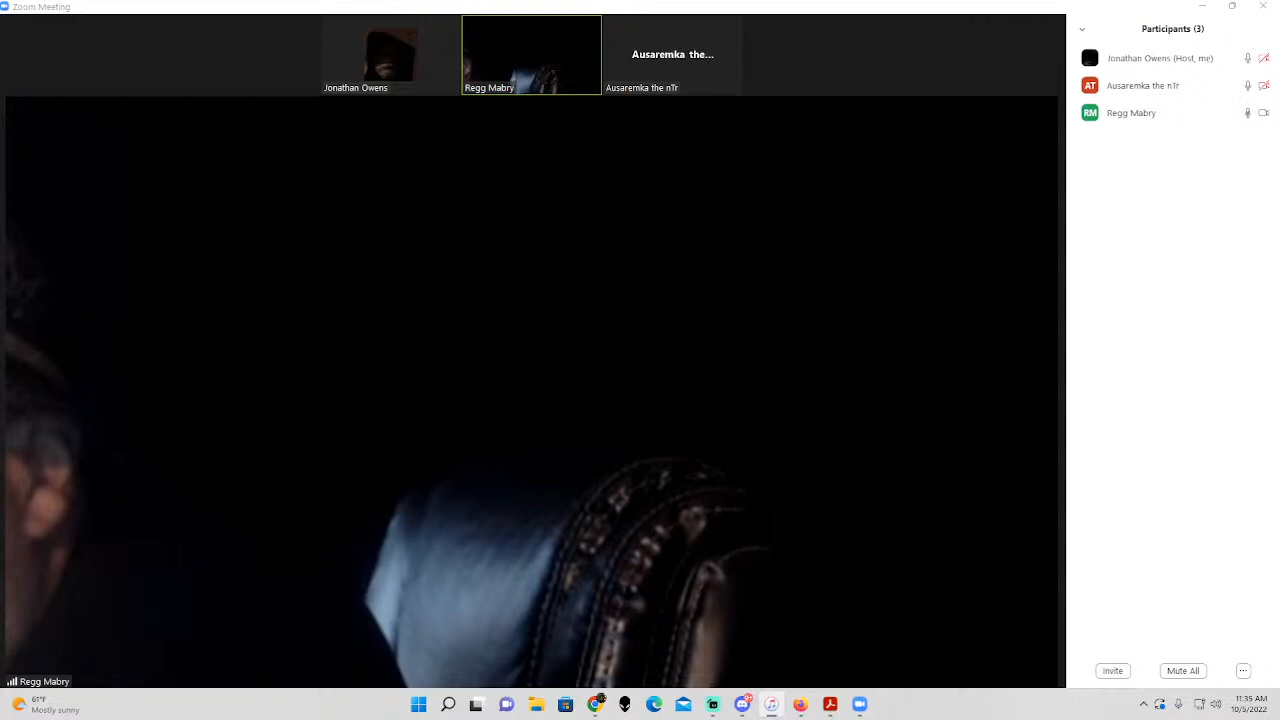 Zoom Meeting
Participants (3)
Jonathan Owens
Regg Mabry
Ausaremka the...
Ausaremka the nTr
Jonathan Owens (Host, me)
AT
Ausaremka the nTr
RM
Regg Mabry
Regg Mabry
Invite
Mute All
61°F
Mostly sunny
11:35 AM
10/5/2022